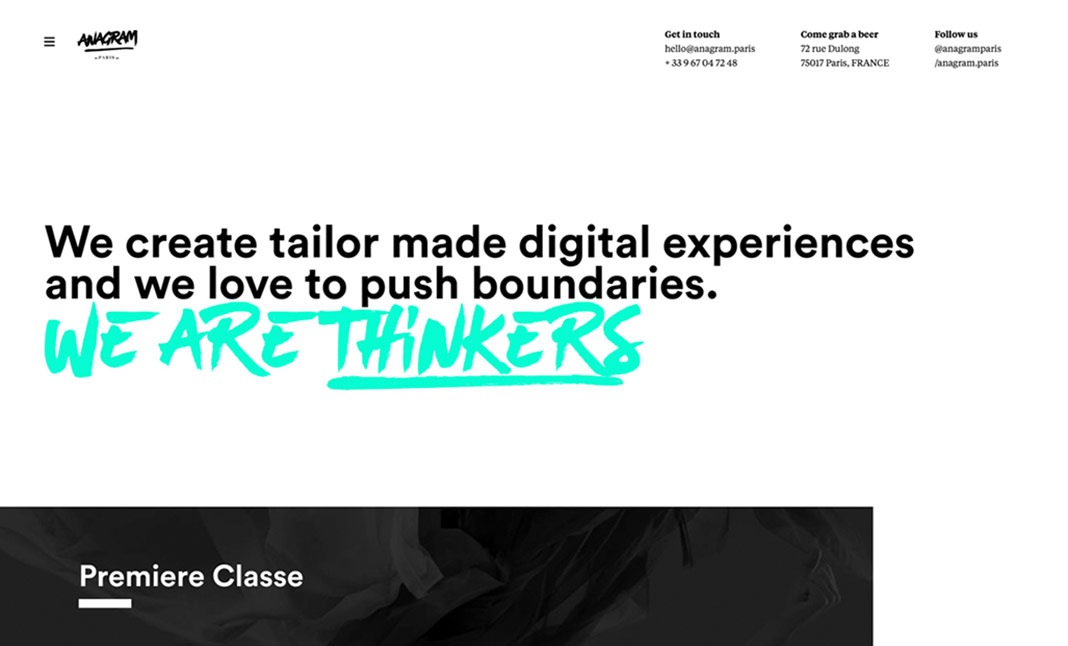 ANAGRAM
PARIS
Get in touch
hello@anagram.paris
+ 33 9 67 04 72 48
Come grab a beer
72 rue Dulong
75017 Paris, FRANCE
Follow us
@anagramparis
/anagram.paris
We create tailor made digital experiences
and we love to push boundaries.
WE ARE THiNKERS
Premiere Classe